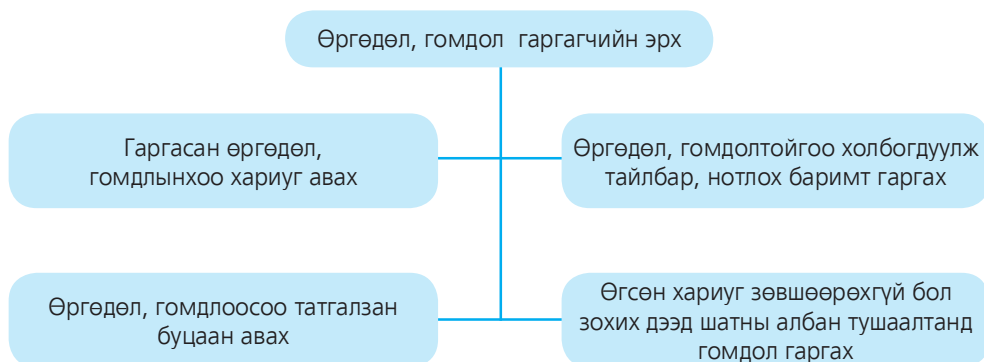 Өргөдөл, гомдол гаргагчийн эрх
Гаргасан өргөдөл,
гомдлынхоо хариуг авах
Өргөдөл, гомдолтойгоо холбогдуулж
тайлбар, нотлох баримт гаргах
Өргөдөл, гомдлоосоо татгалзан
буцаан авах
Өгсөн хариуг зөвшөөрөхгүй бол
зохих дээд шатны албан тушаалтанд
гомдол гаргах